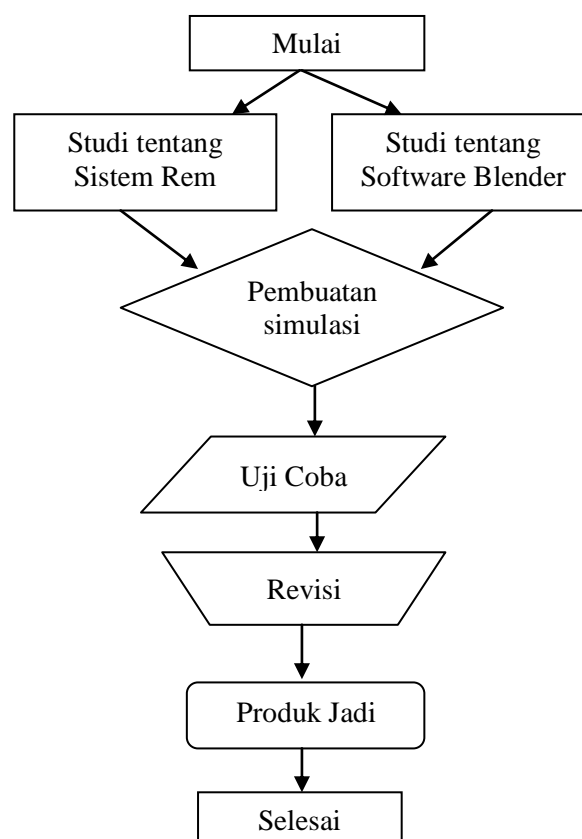 Mulai
Studi tentang
Sistem Rem
Studi tentang
Software Blender
Pembuatan
simulasi
Uji Coba
Revisi
Produk Jadi
Selesai